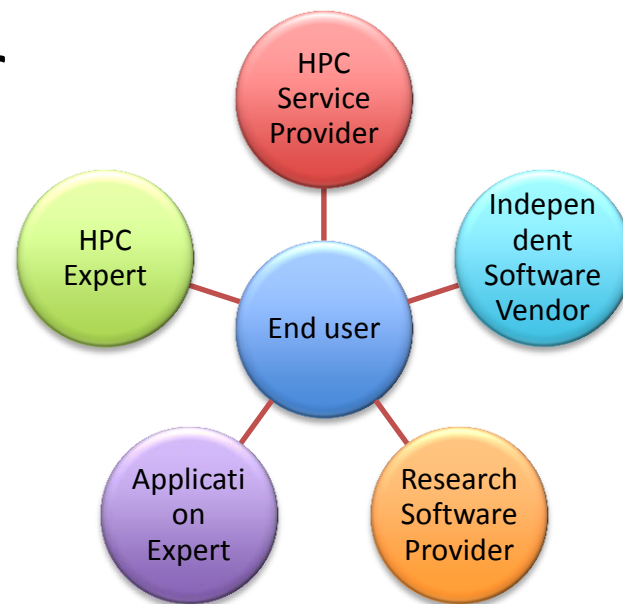 HPC
Service
Provider
Indepen
dent
Software
Vendor
HPC
Expert
End user
Applicati
on
Expert
Research
Software
Provider